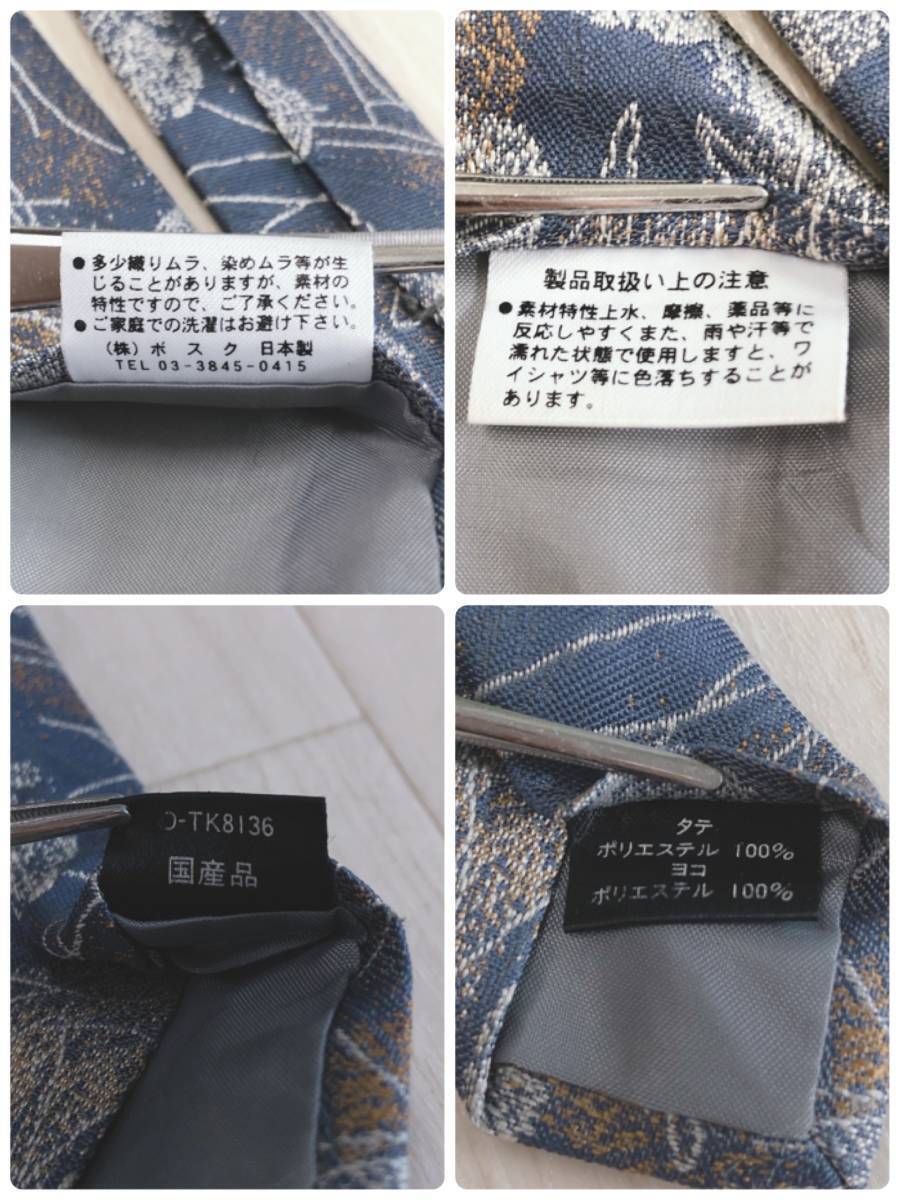 ●多少織りムラ、染めムラ等が生
じることがありますが、素材の
特性ですので、ご了承ください。
●ご家庭での洗濯はお避け下さい。
(株)ボスク 日本製
TEL 03-3845-0415
製品取扱い上の注意
●素材特性上水、摩擦、薬品等に
反応しやすくまた、雨や汗等で
濡れた状態で使用しますと、ワ
イシャツ等に色落ちすることが
あります。
-TK8136
国産品
タテ
ポリエステル 100%
ヨコ
ポリエステル 100%